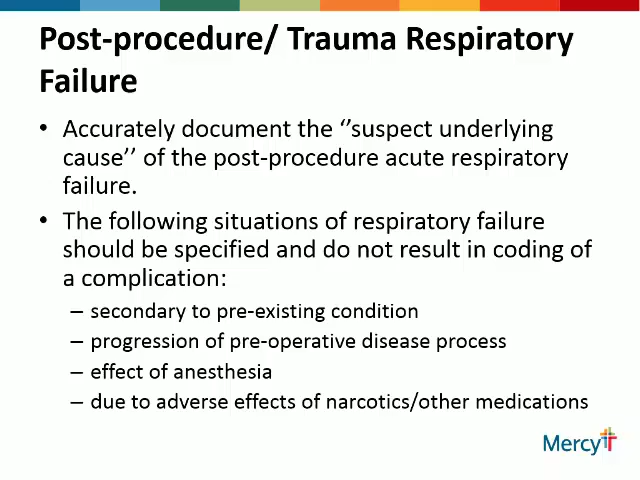 Post-procedure/ Trauma Respiratory
Failure
• Accurately document the ‘’suspect underlying
cause’’ of the post-procedure acute respiratory
failure.
• The following situations of respiratory failure
should be specified and do not result in coding of
a complication:
– secondary to pre-existing condition
– progression of pre-operative disease process
– effect of anesthesia
– due to adverse effects of narcotics/other medications
Mercy